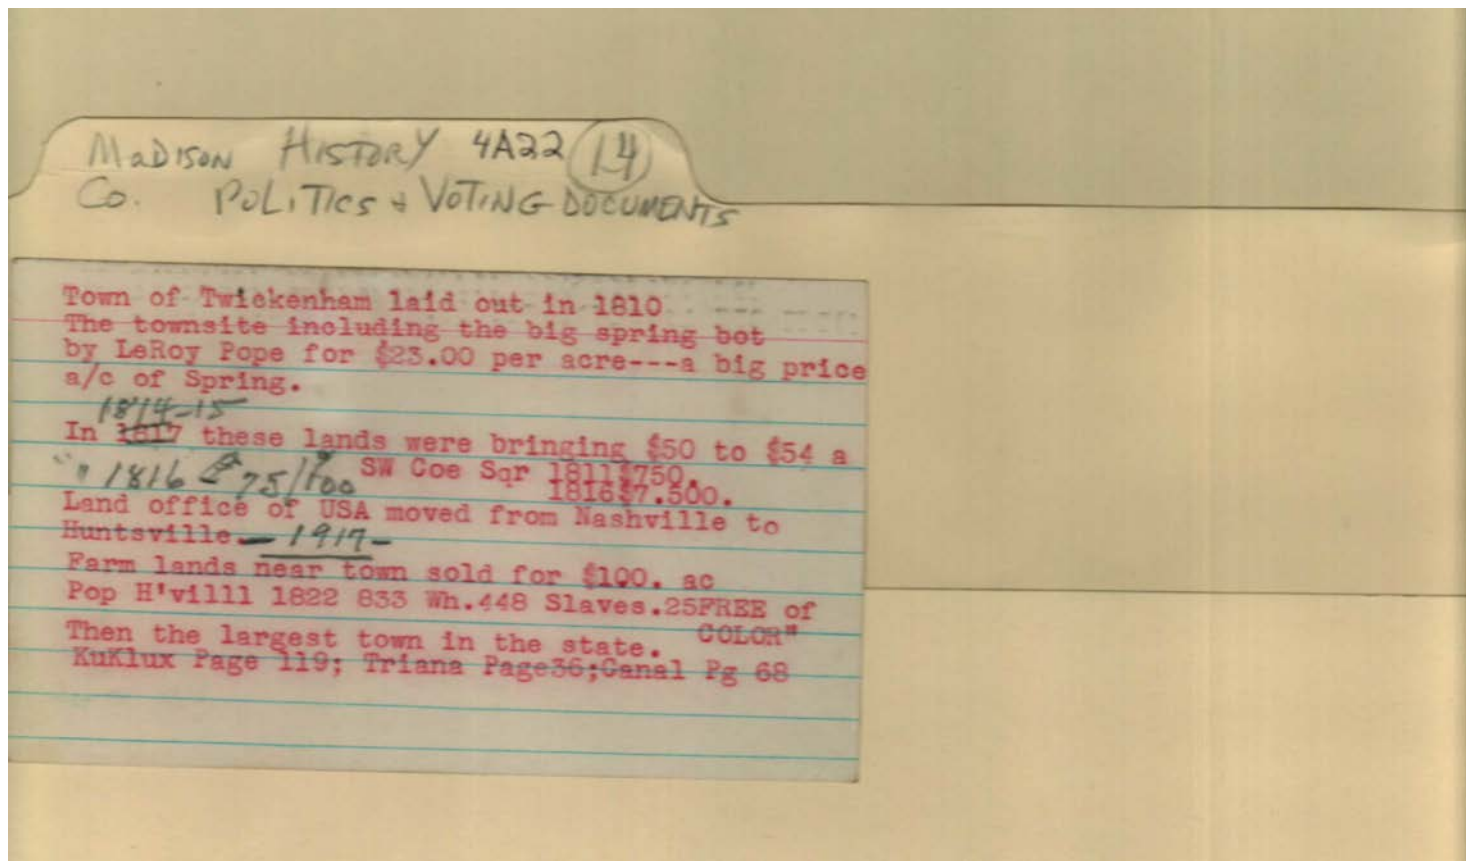 MaDISON HISTORY 4A22 14
Co. POLITICS & VOTING DOCUMENTS
Town of Twickenham laid out in 1810
The townsite including the big spring bot
by LeRoy Pope for $23.00 per acre---a big price
a/c of Spring.
1814-15
In 1817 these lands were bringing $50 to $54 a
" " 1816 $75/100 SW Coe Sqr 1811$750.
1816$7.500.
Land office of USA moved from Nashville to
Huntsville. - 1917 -
Farm lands near town sold for $100. ac
Pop H'villl 1822 833 Wh.448 Slaves.25FREE of
COLOR"
Then the largest town in the state.
KuKlux Page 119; Triana Page36;Canal Pg 68